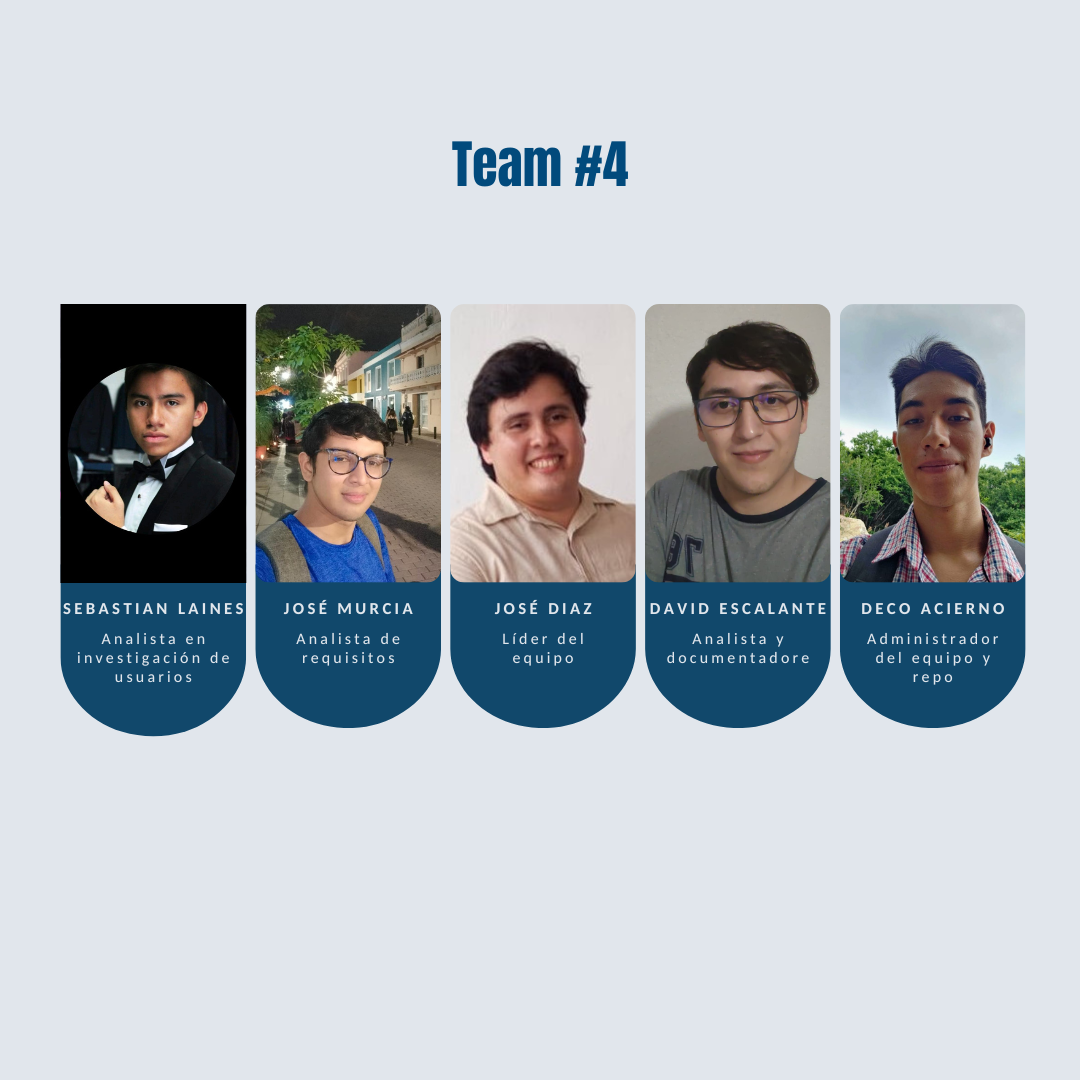 Team #4
SEBASTIAN LAINES
Analista en
investigación de
usuarios
JOSÉ MURCIA
Analista de
requisitos
JOSÉ DIAZ
Líder del
equipo
DAVID ESCALANTE
Analista y
documentadore
DECO ACIERNO
Administrador
del equipo y
repo